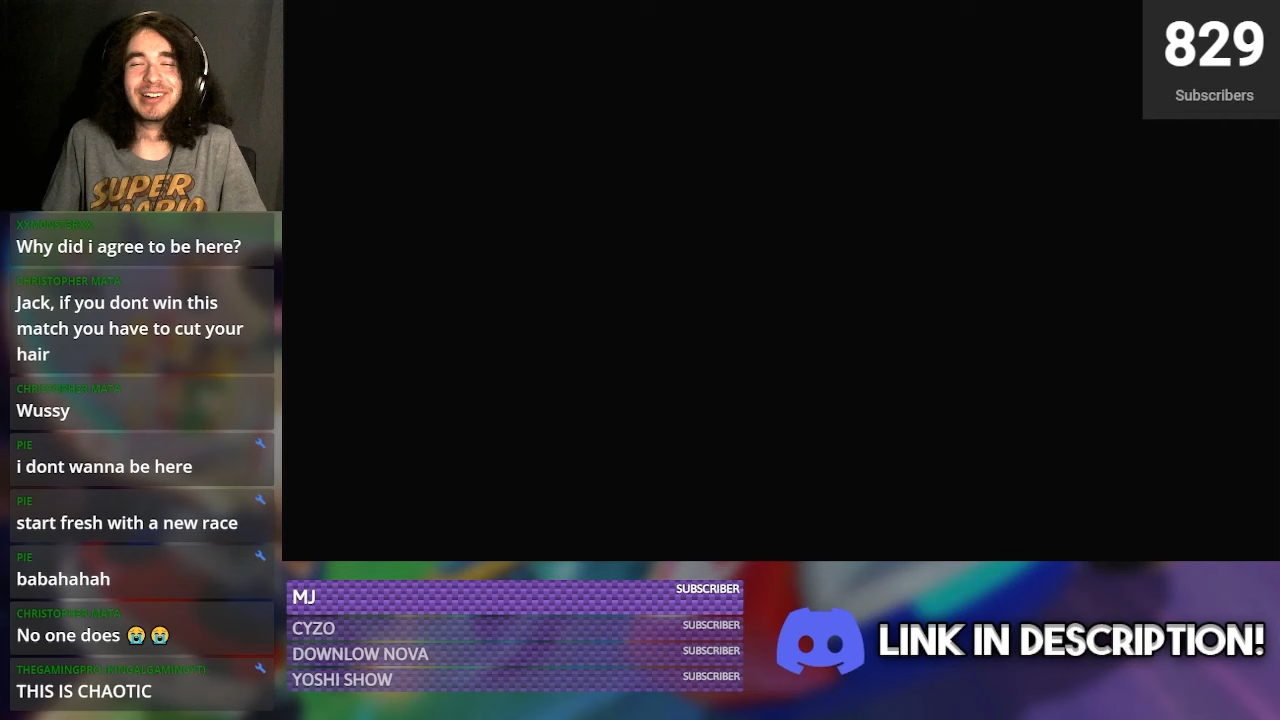 829
Subscribers
SUPER
MARIO
Why did i agree to be here?
CHRISTOPHER MATA
Jack, if you dont win this
match you have to cut your
hair
CHRISTOPHER MATA
Wussy
PIE
i dont wanna be here
PIE
start fresh with a new race
PIE
babahahah
CHRISTOPHER MATA
No one does 😭😭
THIS IS CHAOTIC
MJ SUBSCRIBER
CYZO SUBSCRIBER
DOWNLOW NOVA SUBSCRIBER
YOSHI SHOW SUBSCRIBER
LINK IN DESCRIPTION!